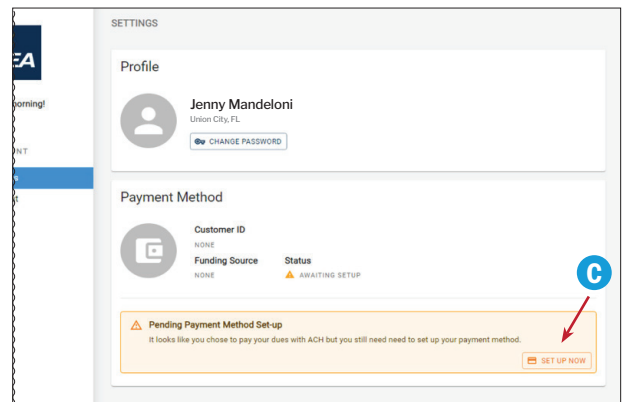 SETTINGS
EA
Profile
orning!
Jenny Mandeloni
Union City, FL
CHANGE PASSWORD
NT
s
t
Payment Method
Customer ID
NONE
Funding Source Status
NONE AWAITING SETUP
C
Pending Payment Method Set-up
It looks like you chose to pay your dues with ACH but you still need need to set up your payment method.
SET UP NOW